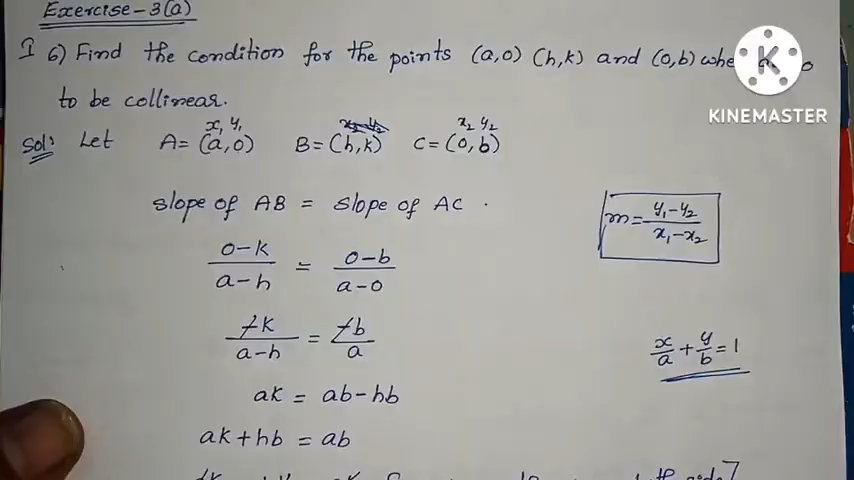 Exercise-3(a)
I 6) Find the condition for the points (a,0) (h,k) and (0,b)
to be collinear.
Sol: Let A = (a,0) B = (h,k) C = (0,b)
x₁ y₁ x₂ y₂ x₂ y₂
slope of AB = slope of AC.
m = y₁-y₂ / x₁-x₂
0-k / a-h = 0-b / a-0
-k / a-h = -b / a
x/a + y/b = 1
ak = ab-hb
ak+hb = ab
K
KINEMASTER